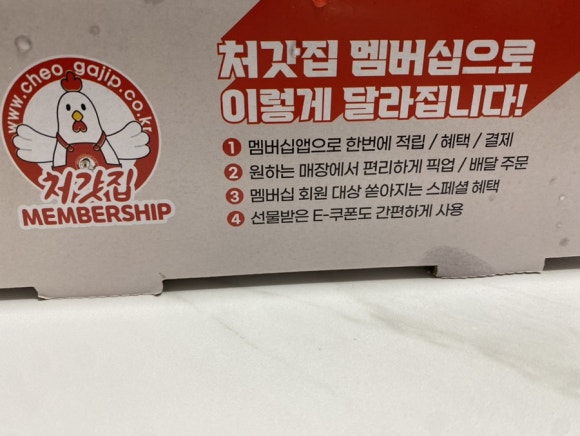 www.cheo_gajip.co.kr
처갓집
MEMBERSHIP
처갓집 멤버십으로
이렇게 달라집니다!
1 멤버십앱으로 한번에 적립 / 혜택 / 결제
2 원하는 매장에서 편리하게 픽업 / 배달 주문
3 멤버십 회원 대상 쏟아지는 스페셜 혜택
4 선물받은 E-쿠폰도 간편하게 사용